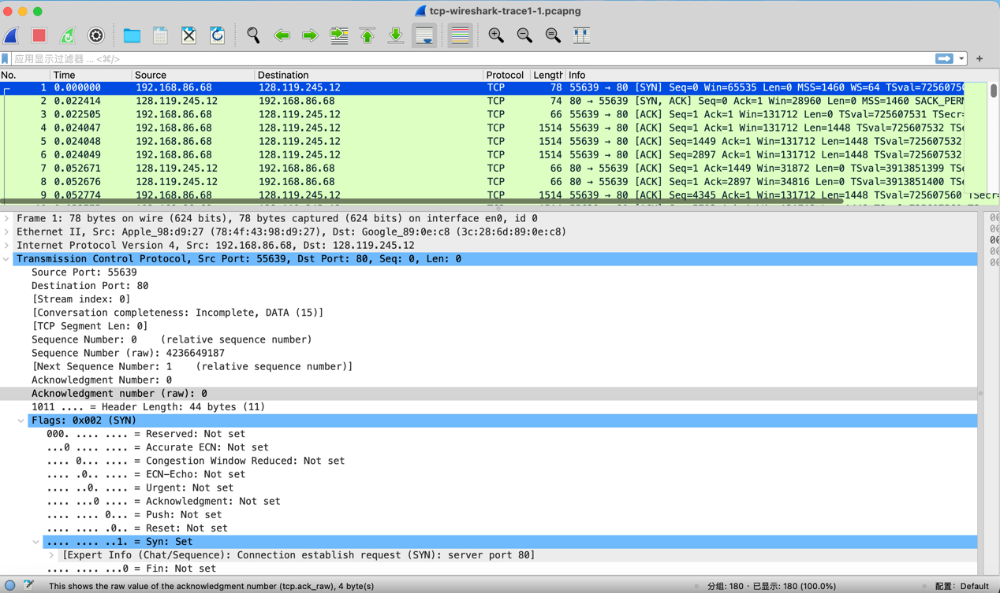 tcp-wireshark-trace1-1.pcapng
应用显示过滤器 … <⌘/>
No. Time Source Destination Protocol Length Info
1 0.000000 192.168.86.68 128.119.245.12 TCP 78 55639 → 80 [SYN] Seq=0 Win=65535 Len=0 MSS=1460 WS=64 TSval=7256075
2 0.022414 128.119.245.12 192.168.86.68 TCP 74 80 → 55639 [SYN, ACK] Seq=0 Ack=1 Win=28960 Len=0 MSS=1460 SACK_PER
3 0.022505 192.168.86.68 128.119.245.12 TCP 66 55639 → 80 [ACK] Seq=1 Ack=1 Win=131712 Len=0 TSval=725607531 TSecr=
4 0.024047 192.168.86.68 128.119.245.12 TCP 1514 55639 → 80 [ACK] Seq=1 Ack=1 Win=131712 Len=1448 TSval=725607532 TSe
5 0.024048 192.168.86.68 128.119.245.12 TCP 1514 55639 → 80 [ACK] Seq=1449 Ack=1 Win=131712 Len=1448 TSval=725607532
6 0.024049 192.168.86.68 128.119.245.12 TCP 1514 55639 → 80 [ACK] Seq=2897 Ack=1 Win=131712 Len=1448 TSval=725607532
7 0.052671 128.119.245.12 192.168.86.68 TCP 66 80 → 55639 [ACK] Seq=1 Ack=1449 Win=31872 Len=0 TSval=3913851399 TSe
8 0.052676 128.119.245.12 192.168.86.68 TCP 66 80 → 55639 [ACK] Seq=1 Ack=2897 Win=34816 Len=0 TSval=3913851400 TSe
9 0.052774 192.168.86.68 128.119.245.12 TCP 1514 55639 → 80 [ACK] Seq=4345 Ack=1 Win=131712 Len=1448 TSval=725607560 TSecr=
Frame 1: 78 bytes on wire (624 bits), 78 bytes captured (624 bits) on interface en0, id 0
Ethernet II, Src: Apple_98:d9:27 (78:4f:43:98:d9:27), Dst: Google_89:0e:c8 (3c:28:6d:89:0e:c8)
Internet Protocol Version 4, Src: 192.168.86.68, Dst: 128.119.245.12
Transmission Control Protocol, Src Port: 55639, Dst Port: 80, Seq: 0, Len: 0
Source Port: 55639
Destination Port: 80
[Stream index: 0]
[Conversation completeness: Incomplete, DATA (15)]
[TCP Segment Len: 0]
Sequence Number: 0 (relative sequence number)
Sequence Number (raw): 4236649187
[Next Sequence Number: 1 (relative sequence number)]
Acknowledgment Number: 0
Acknowledgment number (raw): 0
1011 .... = Header Length: 44 bytes (11)
Flags: 0x002 (SYN)
000. .... .... = Reserved: Not set
...0 .... .... = Accurate ECN: Not set
.... 0... .... = Congestion Window Reduced: Not set
.... .0.. .... = ECN-Echo: Not set
.... ..0. .... = Urgent: Not set
.... ...0 .... = Acknowledgment: Not set
.... .... 0... = Push: Not set
.... .... .0.. = Reset: Not set
.... .... ..1. = Syn: Set
[Expert Info (Chat/Sequence): Connection establish request (SYN): server port 80]
.... .... ...0 = Fin: Not set
This shows the raw value of the acknowledgment number (tcp.ack_raw), 4 byte(s) 分组: 180 · 已显示: 180 (100.0%) 配置: Default